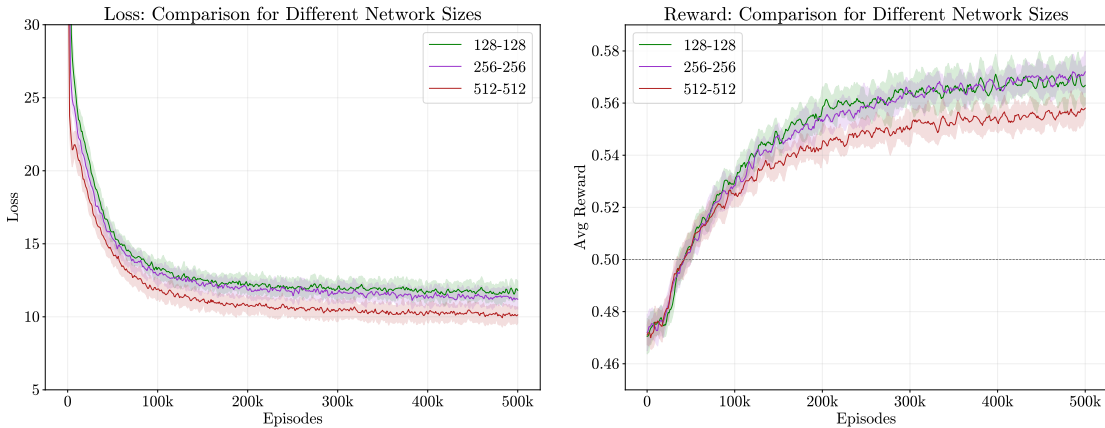 Loss: Comparison for Different Network Sizes
30
25
20
15
10
5
Loss
128-128
256-256
512-512
0
100k
200k
300k
400k
500k
Episodes
Reward: Comparison for Different Network Sizes
0.58
0.56
0.54
0.52
0.50
0.48
0.46
Avg Reward
128-128
256-256
512-512
0
100k
200k
300k
400k
500k
Episodes